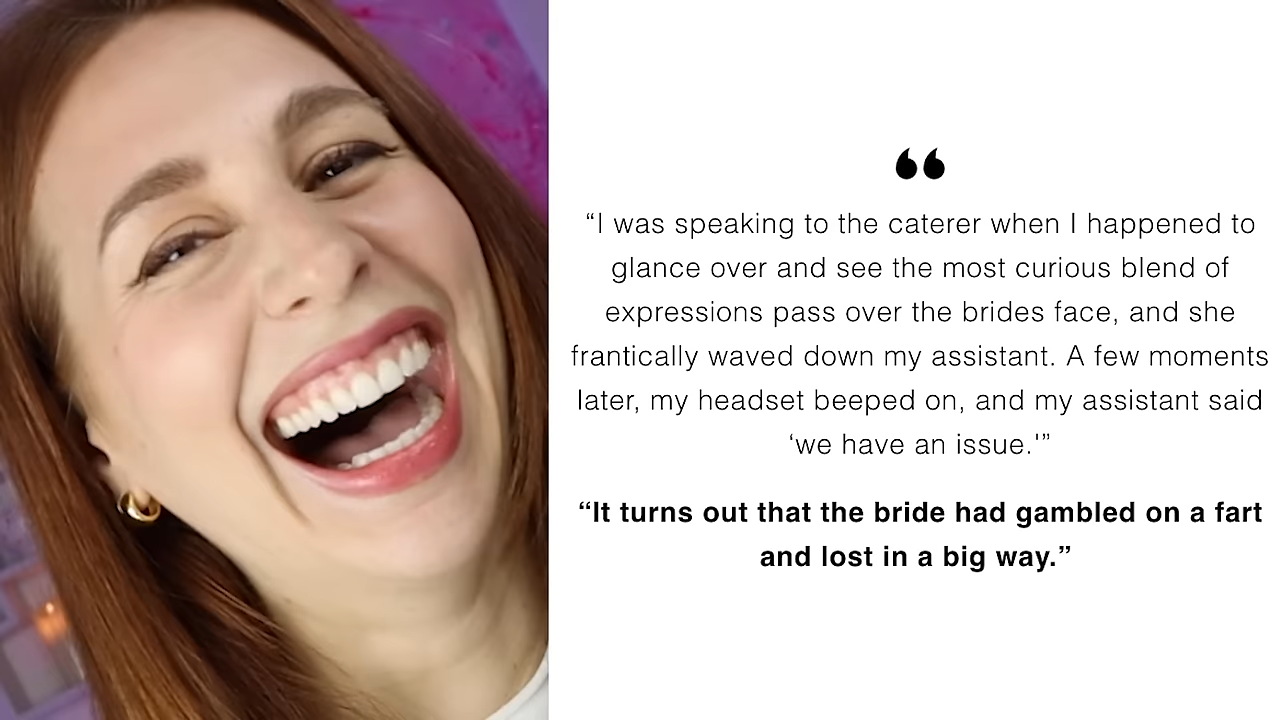 ❝
“I was speaking to the caterer when I happened to
glance over and see the most curious blend of
expressions pass over the brides face, and she
frantically waved down my assistant. A few moments
later, my headset beeped on, and my assistant said
‘we have an issue.'”
“It turns out that the bride had gambled on a fart
and lost in a big way.”